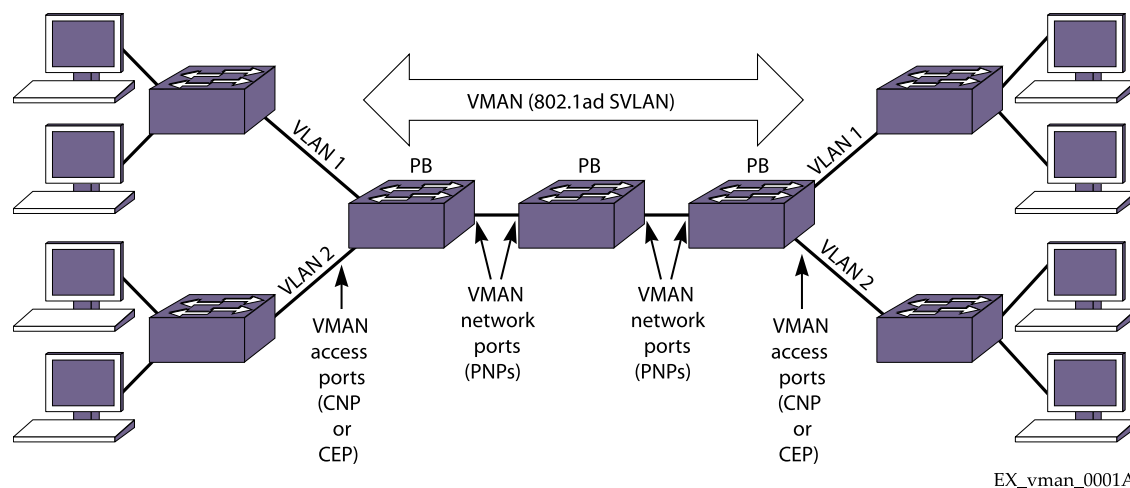 VMAN (802.1ad SVLAN)
VLAN 1
VLAN 1
PB
PB
PB
VLAN 2
VLAN 2
VMAN
access
ports
(CNP
or
CEP)
VMAN
network
ports
(PNPs)
VMAN
network
ports
(PNPs)
VMAN
access
ports
(CNP
or
CEP)
EX_vman_0001A